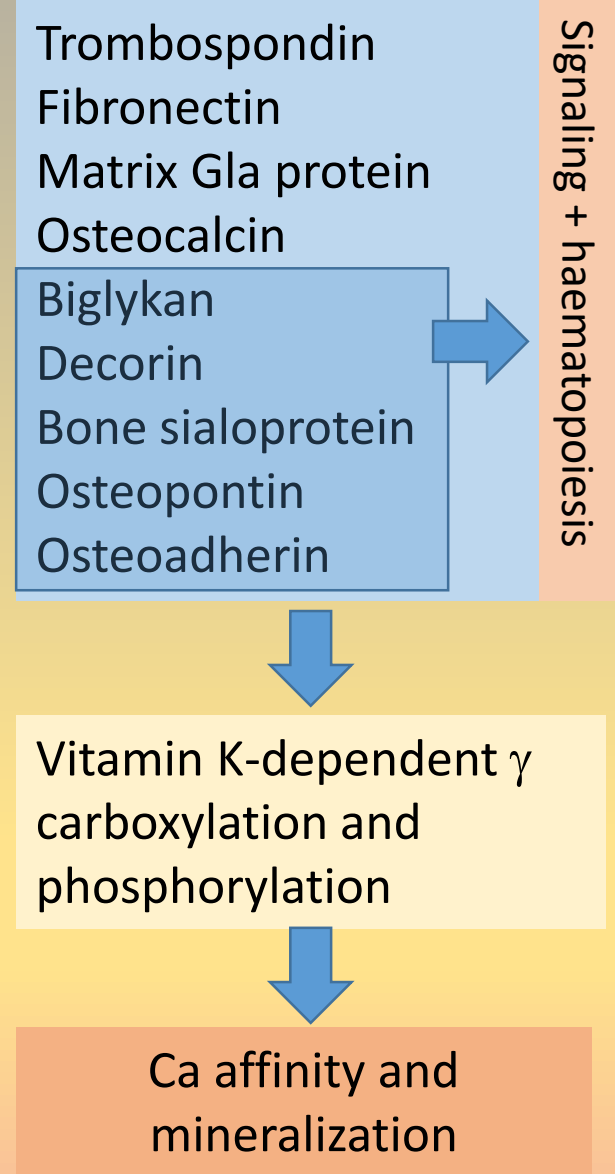 Trombospondin
Fibronectin
Matrix Gla protein
Osteocalcin
Biglykan
Decorin
Bone sialoprotein
Osteopontin
Osteoadherin
Signaling + haematopoiesis
Vitamin K-dependent γ
carboxylation and
phosphorylation
Ca affinity and
mineralization